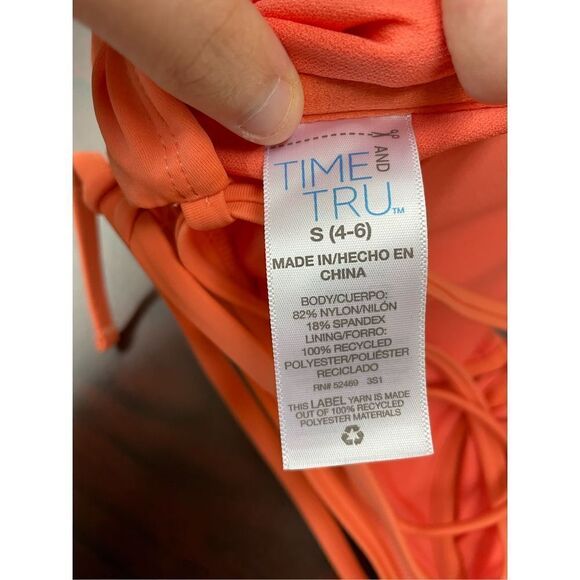 TIME AND
TRU™
S (4-6)
MADE IN/HECHO EN
CHINA
BODY/CUERPO:
82% NYLON/NILÓN
18% SPANDEX
LINING/FORRO:
100% RECYCLED
POLYESTER/POLIÉSTER
RECICLADO
RN# 52469 3S1
THIS LABEL YARN IS MADE
OUT OF 100% RECYCLED
POLYESTER MATERIALS